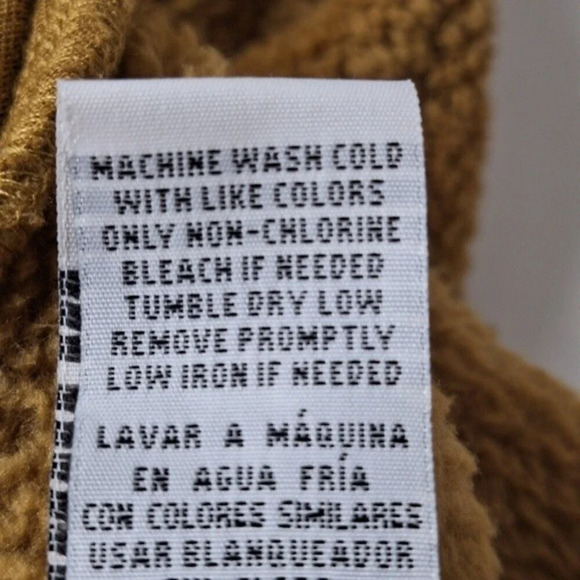 MACHINE WASH COLD
WITH LIKE COLORS
ONLY NON-CHLORINE
BLEACH IF NEEDED
TUMBLE DRY LOW
REMOVE PROMPTLY
LOW IRON IF NEEDED
LAVAR A MÁQUINA
EN AGUA FRÍA
CON COLORES SIMILARES
USAR BLANQUEADOR